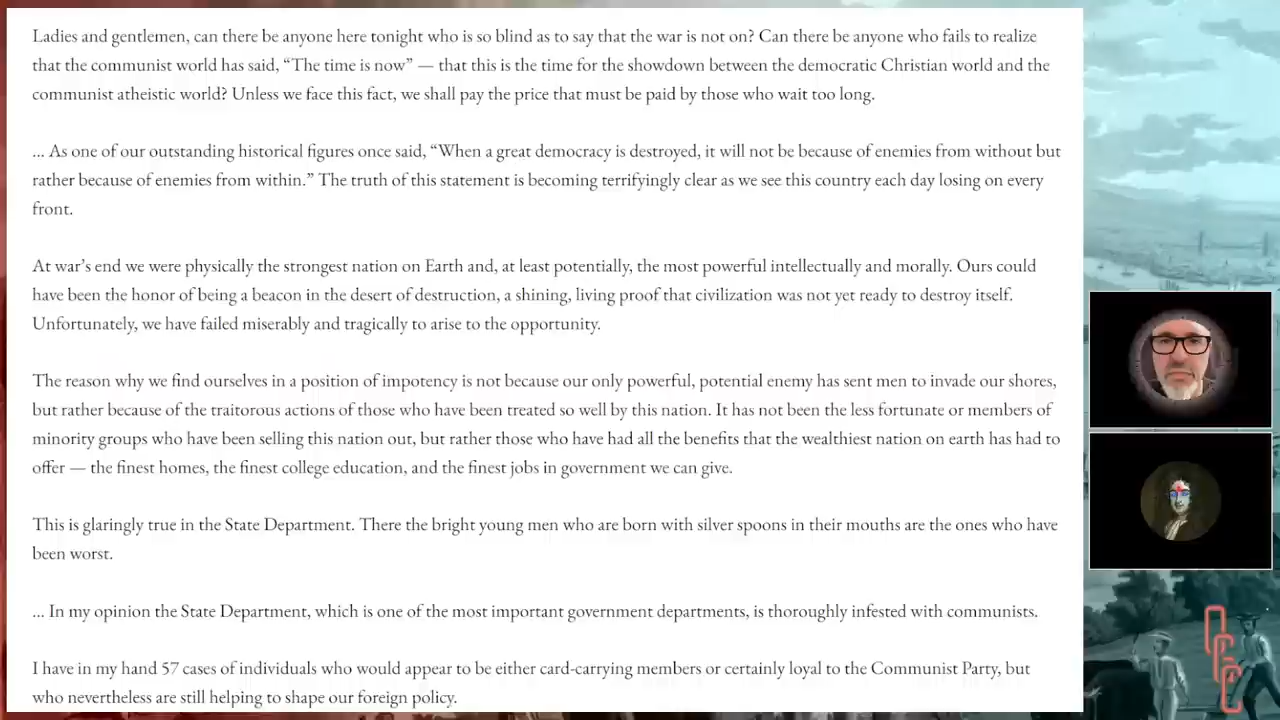 Ladies and gentlemen, can there be anyone here tonight who is so blind as to say that the war is not on? Can there be anyone who fails to realize
that the communist world has said, “The time is now” — that this is the time for the showdown between the democratic Christian world and the
communist atheistic world? Unless we face this fact, we shall pay the price that must be paid by those who wait too long.
... As one of our outstanding historical figures once said, “When a great democracy is destroyed, it will not be because of enemies from without but
rather because of enemies from within.” The truth of this statement is becoming terrifyingly clear as we see this country each day losing on every
front.
At war’s end we were physically the strongest nation on Earth and, at least potentially, the most powerful intellectually and morally. Ours could
have been the honor of being a beacon in the desert of destruction, a shining, living proof that civilization was not yet ready to destroy itself.
Unfortunately, we have failed miserably and tragically to arise to the opportunity.
The reason why we find ourselves in a position of impotency is not because our only powerful, potential enemy has sent men to invade our shores,
but rather because of the traitorous actions of those who have been treated so well by this nation. It has not been the less fortunate or members of
minority groups who have been selling this nation out, but rather those who have had all the benefits that the wealthiest nation on earth has had to
offer — the finest homes, the finest college education, and the finest jobs in government we can give.
This is glaringly true in the State Department. There the bright young men who are born with silver spoons in their mouths are the ones who have
been worst.
... In my opinion the State Department, which is one of the most important government departments, is thoroughly infested with communists.
I have in my hand 57 cases of individuals who would appear to be either card-carrying members or certainly loyal to the Communist Party, but
who nevertheless are still helping to shape our foreign policy.